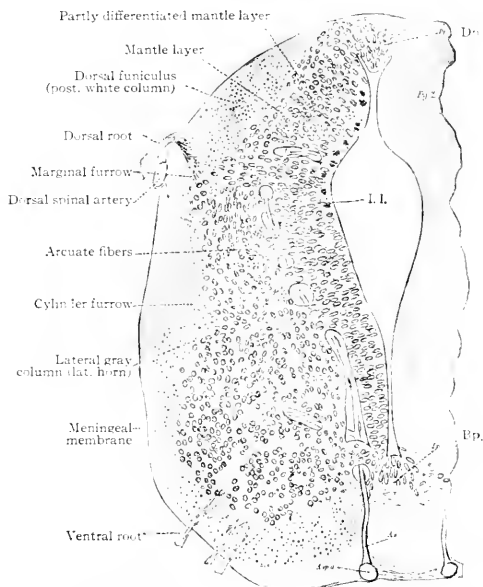 Partly differentiated mantle layer
Mantle layer
Dorsal funiculus
(post. white column)
Dorsal root
Marginal furrow
Dorsal spinal artery
I. I.
Arcuate fibers
Cylinder furrow
Lateral gray
column (lat. horn)
Meningeal
membrane
Bp.
Ventral root